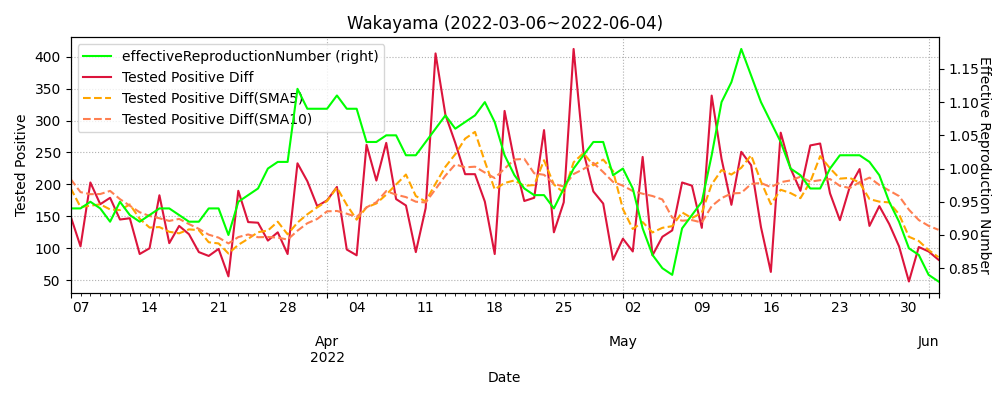 Wakayama (2022-03-06~2022-06-04)
effectiveReproductionNumber (right)
Tested Positive Diff
Tested Positive Diff(SMA5)
Tested Positive Diff(SMA10)
Tested Positive
400
350
300
250
200
150
100
50
1.15
1.10
1.05
1.00
0.95
0.90
0.85
Effective Reproduction Number
07 14 21 28 04 11 18 25 02 09 16 23 30
Apr May Jun
2022
Date